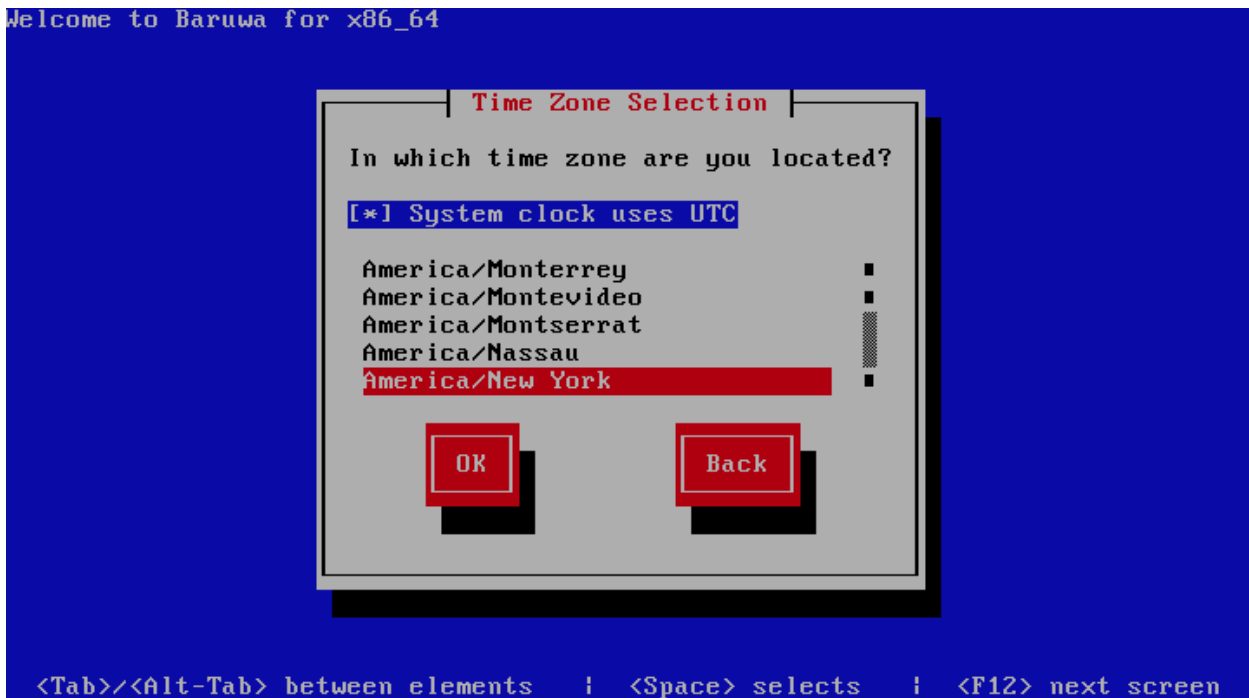 Welcome to Baruwa for x86_64
Time Zone Selection
In which time zone are you located?
[*] System clock uses UTC
America/Monterrey
America/Montevideo
America/Montserrat
America/Nassau
America/New York
OK Back
<Tab>/<Alt-Tab> between elements | <Space> selects | <F12> next screen